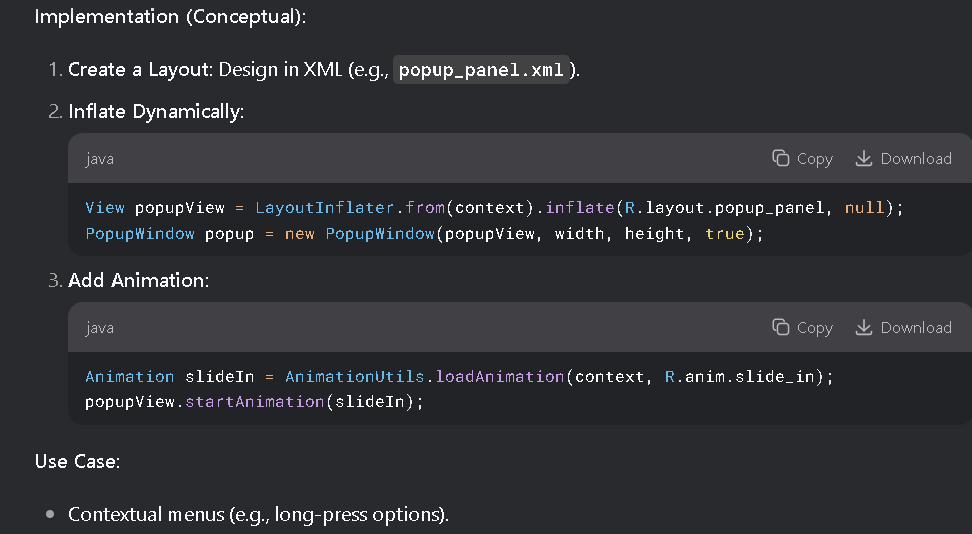 Implementation (Conceptual):
1. Create a Layout: Design in XML (e.g., popup_panel.xml).
2. Inflate Dynamically:
java Copy Download
View popupView = LayoutInflater.from(context).inflate(R.layout.popup_panel, null);
PopupWindow popup = new PopupWindow(popupView, width, height, true);
3. Add Animation:
java Copy Download
Animation slideIn = AnimationUtils.loadAnimation(context, R.anim.slide_in);
popupView.startAnimation(slideIn);
Use Case:
• Contextual menus (e.g., long-press options).